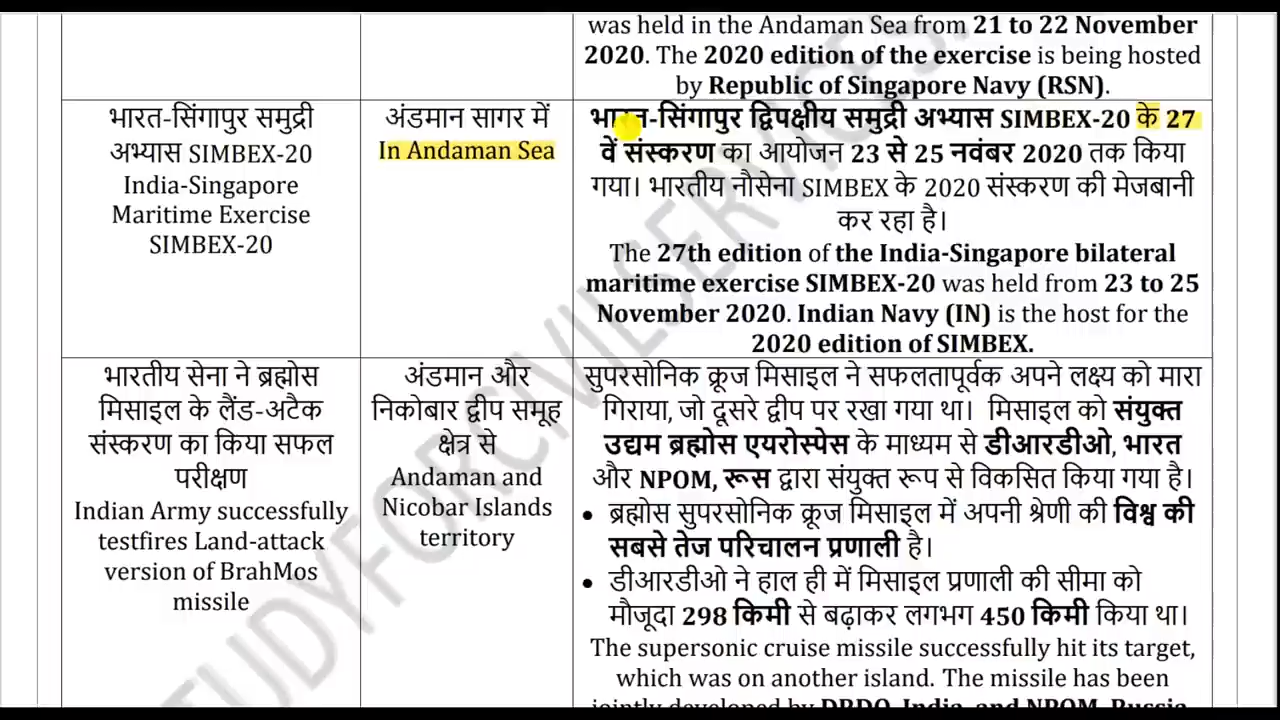 was held in the Andaman Sea from 21 to 22 November
2020. The 2020 edition of the exercise is being hosted
by Republic of Singapore Navy (RSN).
भारत-सिंगापुर समुद्री
अभ्यास SIMBEX-20
India-Singapore
Maritime Exercise
SIMBEX-20
अंडमान सागर में
In Andaman Sea
भारत-सिंगापुर द्विपक्षीय समुद्री अभ्यास SIMBEX-20 के 27
वें संस्करण का आयोजन 23 से 25 नवंबर 2020 तक किया
गया। भारतीय नौसेना SIMBEX के 2020 संस्करण की मेजबानी
कर रहा है।
The 27th edition of the India-Singapore bilateral
maritime exercise SIMBEX-20 was held from 23 to 25
November 2020. Indian Navy (IN) is the host for the
2020 edition of SIMBEX.
भारतीय सेना ने ब्रह्मोस
मिसाइल के लैंड-अटैक
संस्करण का किया सफल
परीक्षण
Indian Army successfully
testfires Land-attack
version of BrahMos
missile
अंडमान और
निकोबार द्वीप समूह
क्षेत्र से
Andaman and
Nicobar Islands
territory
सुपरसोनिक क्रूज मिसाइल ने सफलतापूर्वक अपने लक्ष्य को मारा
गिराया, जो दूसरे द्वीप पर रखा गया था। मिसाइल को संयुक्त
उद्यम ब्रह्मोस एयरोस्पेस के माध्यम से डीआरडीओ, भारत
और NPOM, रूस द्वारा संयुक्त रूप से विकसित किया गया है।
• ब्रह्मोस सुपरसोनिक क्रूज मिसाइल में अपनी श्रेणी की विश्व की
सबसे तेज परिचालन प्रणाली है।
• डीआरडीओ ने हाल ही में मिसाइल प्रणाली की सीमा को
मौजूदा 298 किमी से बढ़ाकर लगभग 450 किमी किया था।
The supersonic cruise missile successfully hit its target,
which was on another island. The missile has been
jointly developed by DRDO, India, and NPOM, Russia
STUDYFORCIVILSERVICES.